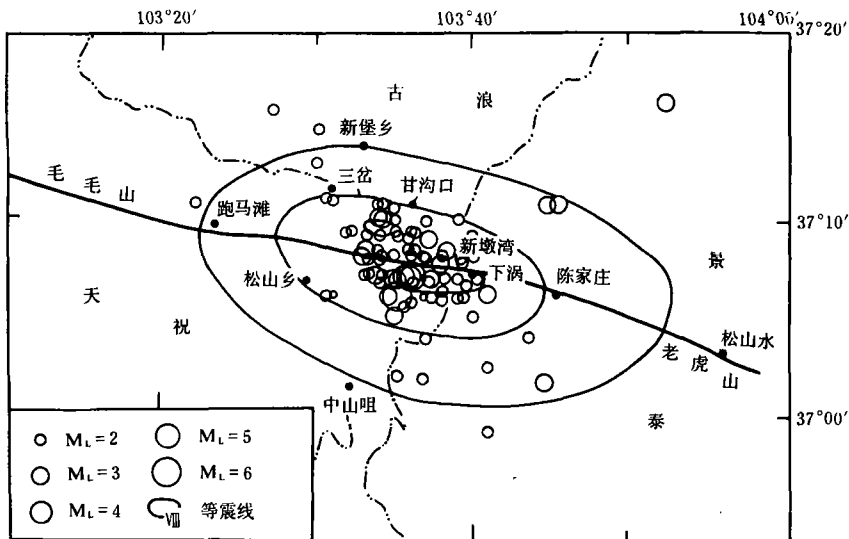 103°20′ 103°40′ 104°00′
37°20′
古浪
新堡乡
三岔
甘沟口
毛毛山
跑马滩
37°10′
新墩湾
下涡
景
松山乡
陈家庄
天
祝
松山水
老虎山
中山咀
泰
37°00′
M_L=2 M_L=5
M_L=3 M_L=6
M_L=4 Ⅷ 等震线